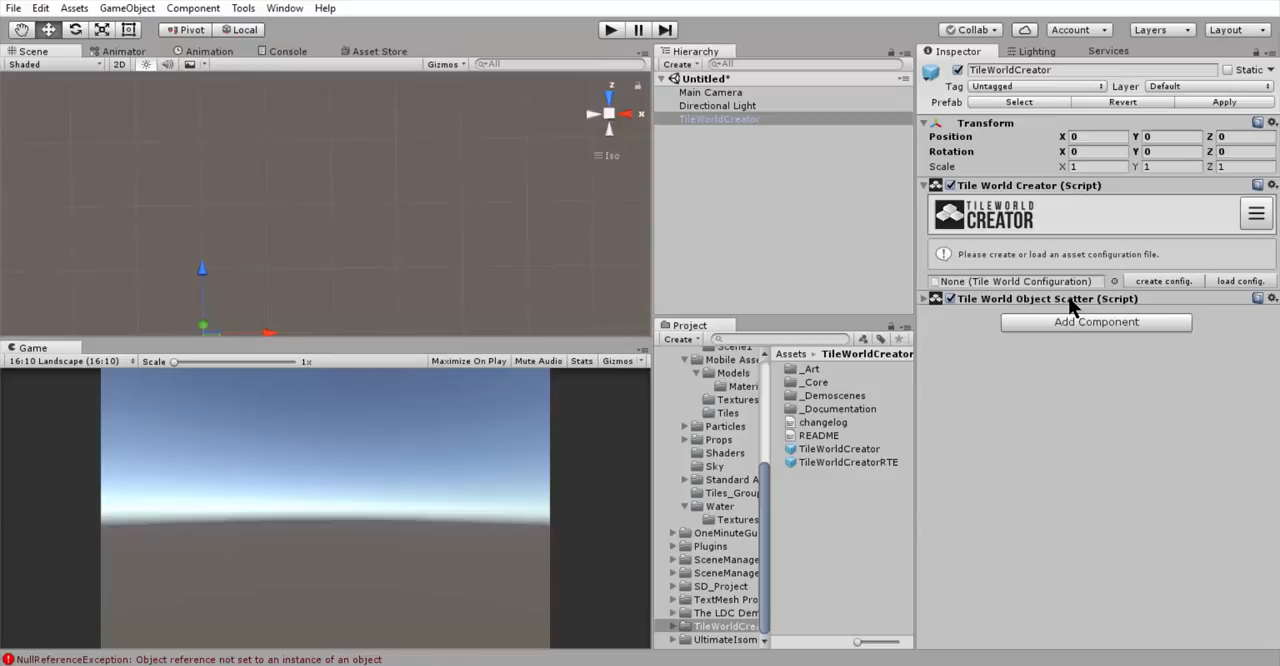 File Edit Assets GameObject Component Tools Window Help
Pivot Local Collab Account Layers Layout
Scene Animator Animation Console Asset Store
Shaded 2D Gizmos All
z
x
Iso
Game
16:10 Landscape (16:10) Scale 1x Maximize On Play Mute Audio Stats Gizmos
Hierarchy
Create All
Untitled*
Main Camera
Directional Light
TileWorldCreator
Project
Create
Scene1
Mobile Asse
Models
Materi
Textures
Tiles
Particles
Props
Shaders
Sky
Standard A
Tiles_Grou
Water
Textures
OneMinuteGu
Plugins
SceneManage
SceneManage
SD_Project
TextMesh Pro
The LDC Dem
TileWorldCrea
UltimateIsom
Assets TileWorldCreator
_Art
_Core
_Demoscenes
_Documentation
changelog
README
TileWorldCreator
TileWorldCreatorRTE
Inspector Lighting Services
TileWorldCreator Static
Tag Untagged Layer Default
Prefab Select Revert Apply
Transform
Position X 0 Y 0 Z 0
Rotation X 0 Y 0 Z 0
Scale X 1 Y 1 Z 1
Tile World Creator (Script)
TILEWORLD
CREATOR
Please create or load an asset configuration file.
None (Tile World Configuration) create config. load config.
Tile World Object Scatter (Script)
Add Component
NullReferenceException: Object reference not set to an instance of an object